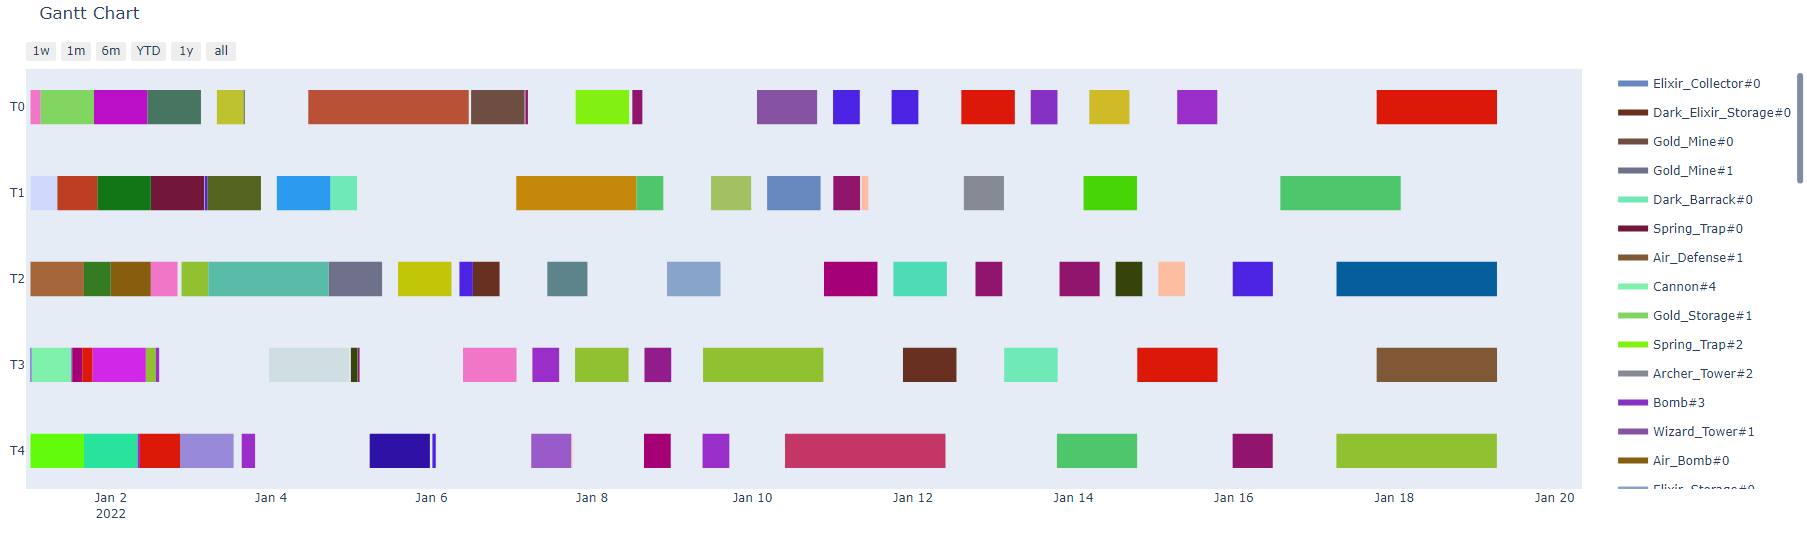 Gantt Chart
1w 1m 6m YTD 1y all
T0
T1
T2
T3
T4
Jan 2 Jan 4 Jan 6 Jan 8 Jan 10 Jan 12 Jan 14 Jan 16 Jan 18 Jan 20
2022
Elixir_Collector#0
Dark_Elixir_Storage#0
Gold_Mine#0
Gold_Mine#1
Dark_Barrack#0
Spring_Trap#0
Air_Defense#1
Cannon#4
Gold_Storage#1
Spring_Trap#2
Archer_Tower#2
Bomb#3
Wizard_Tower#1
Air_Bomb#0
Elixir_Storage#0